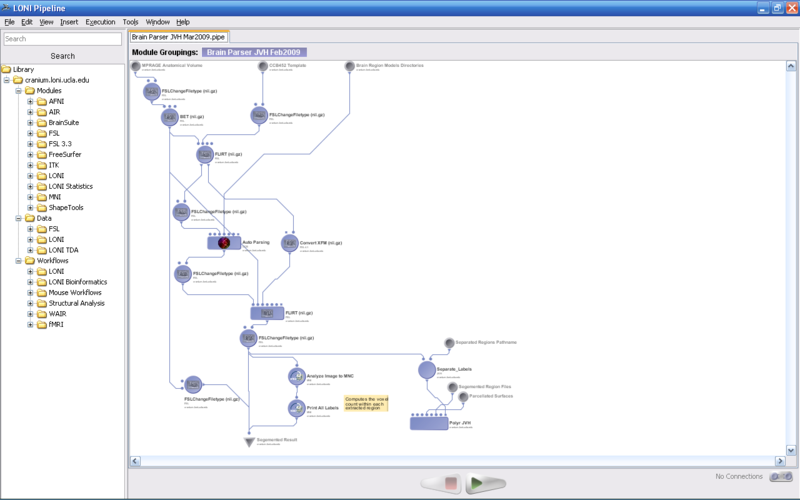 LONI Pipeline
File Edit View Insert Execution Tools Window Help
Search
Search
Library
cranium.loni.ucla.edu
Modules
AFNI
AIR
BrainSuite
FSL
FSL 3.3
FreeSurfer
ITK
LONI
LONI Statistics
MNI
ShapeTools
Data
FSL
LONI
LONI TDA
Workflows
LONI
LONI Bioinformatics
Mouse Workflows
Structural Analysis
WAIR
fMRI
Brain Parser JVH Mar2009.pipe
Module Groupings: Brain Parser JVH Feb2009
MPRAGE Anatomical Volume
ICCB452 Template
Brain Region Models Directories
FSLChangeFiletype (nii.gz)
BET (nii.gz)
FSLChangeFiletype (nii.gz)
FLIRT (nii.gz)
FSLChangeFiletype (nii.gz)
Auto Parsing
Convert XFM (nii.gz)
FSLChangeFiletype (nii.gz)
FLIRT (nii.gz)
FSLChangeFiletype (nii.gz)
Separated Regions Pathname
Analyze Image to MNC
Separate_Labels
Segmented Region Files
FSLChangeFiletype (nii.gz)
Parcellated Surfaces
Print All Labels
Computes the voxel
count within each
extracted region
Polyr JVH
Segmented Result
No Connections